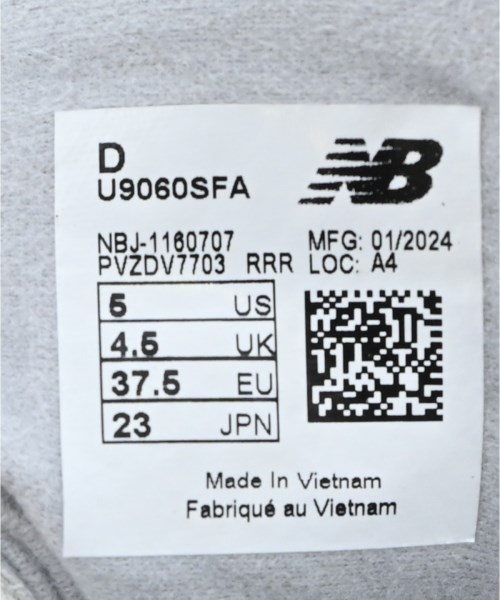 D
U9060SFA
NB
NBJ-1160707 MFG: 01/2024
PVZDV7703 RRR LOC: A4
5 US
4.5 UK
37.5 EU
23 JPN
Made In Vietnam
Fabriqué au Vietnam